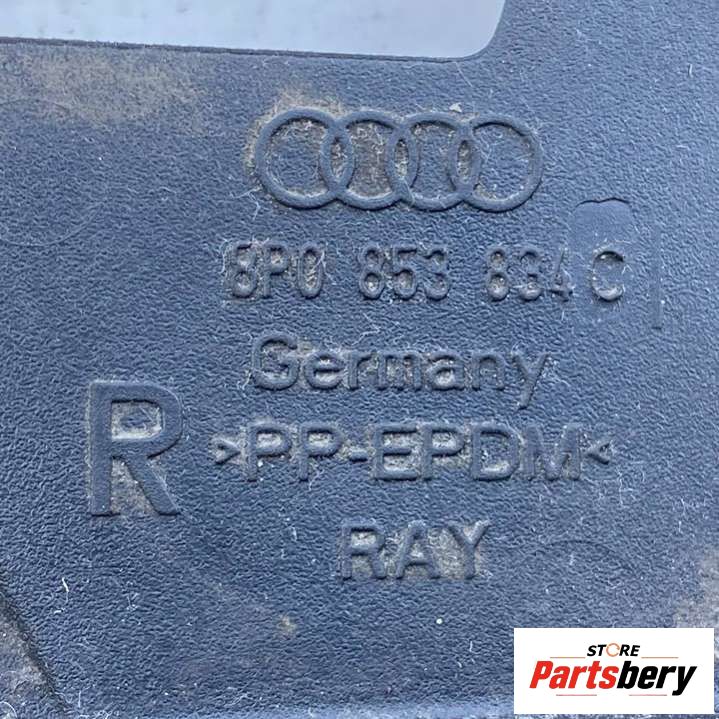 8P0 853 834 C
Germany
R >PP-EPDM<
RAY
STORE
Partsbery